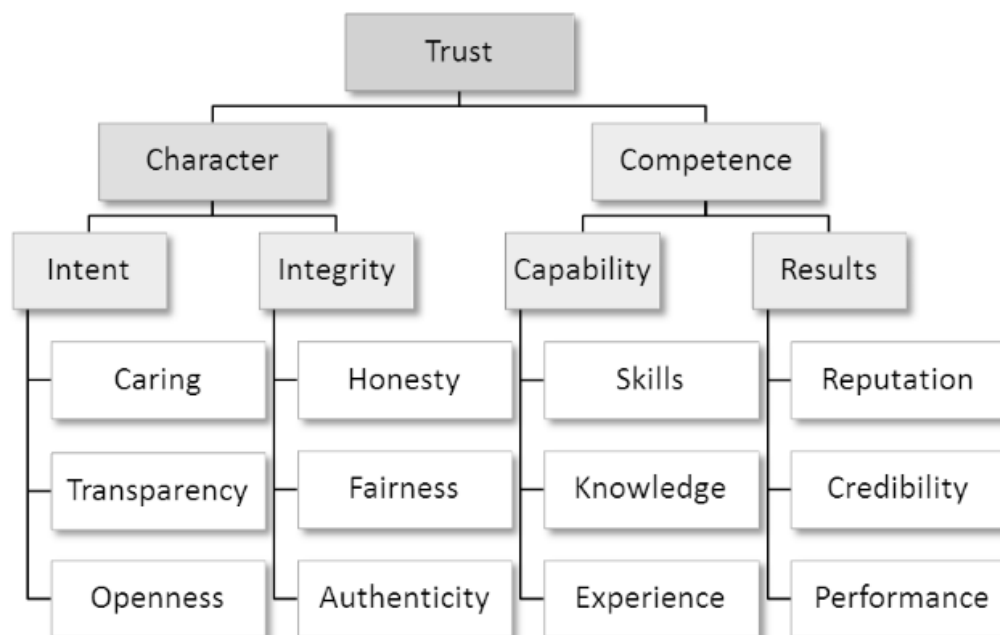 Trust
Character
Competence
Intent
Integrity
Capability
Results
Caring
Honesty
Skills
Reputation
Transparency
Fairness
Knowledge
Credibility
Openness
Authenticity
Experience
Performance